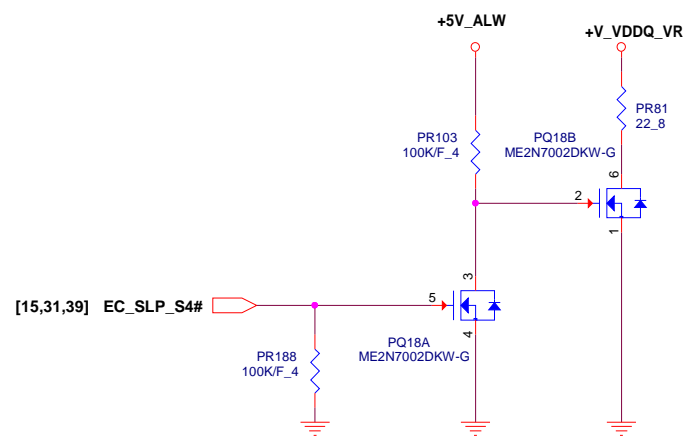 +5V_ALW
+V_VDDQ_VR
PR81
22_8
PR103
100K/F_4
PQ18B
ME2N7002DKW-G
6
2
1
3
[15,31,39] EC_SLP_S4#
5
4
PQ18A
ME2N7002DKW-G
PR188
100K/F_4